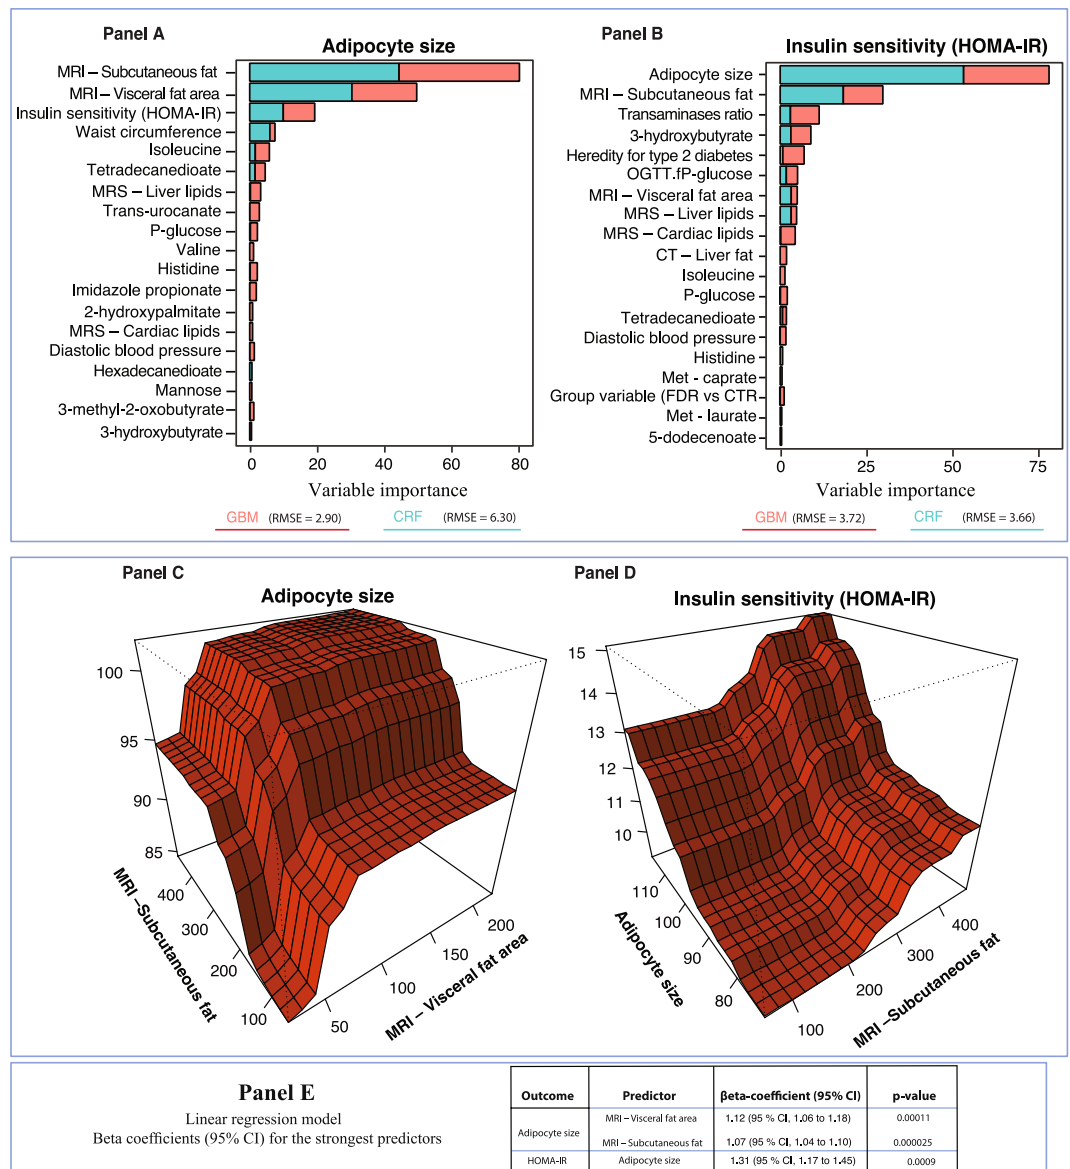 Panel A
Adipocyte size
MRI – Subcutaneous fat
MRI – Visceral fat area
Insulin sensitivity (HOMA-IR)
Waist circumference
Isoleucine
Tetradecanedioate
MRS – Liver lipids
Trans-urocanate
P-glucose
Valine
Histidine
Imidazole propionate
2-hydroxypalmitate
MRS – Cardiac lipids
Diastolic blood pressure
Hexadecanedioate
Mannose
3-methyl-2-oxobutyrate
3-hydroxybutyrate
0 20 40 60 80
Variable importance
GBM (RMSE = 2.90) CRF (RMSE = 6.30)
Panel B
Insulin sensitivity (HOMA-IR)
Adipocyte size
MRI – Subcutaneous fat
Transaminases ratio
3-hydroxybutyrate
Heredity for type 2 diabetes
OGTT.fP-glucose
MRI – Visceral fat area
MRS – Liver lipids
MRS – Cardiac lipids
CT – Liver fat
Isoleucine
P-glucose
Tetradecanedioate
Diastolic blood pressure
Histidine
Met - caprate
Group variable (FDR vs CTR
Met - laurate
5-dodecenoate
0 25 50 75
Variable importance
GBM (RMSE = 3.72) CRF (RMSE = 3.66)
Panel C
Adipocyte size
100
95
90
85
400
300
200
100
MRI –Subcutaneous fat
50
100
150
200
MRI – Visceral fat area
Panel D
Insulin sensitivity (HOMA-IR)
15
14
13
12
11
10
110
100
90
80
Adipocyte size
100
200
300
400
MRI –Subcutaneous fat
Panel E
Linear regression model
Beta coefficients (95% CI) for the strongest predictors
Outcome Predictor βeta-coefficient (95% CI) p-value
Adipocyte size MRI – Visceral fat area 1.12 (95 % CI, 1.06 to 1.18) 0.00011
MRI – Subcutaneous fat 1.07 (95 % CI, 1.04 to 1.10) 0.000025
HOMA-IR Adipocyte size 1.31 (95 % CI, 1.17 to 1.45) 0.0009